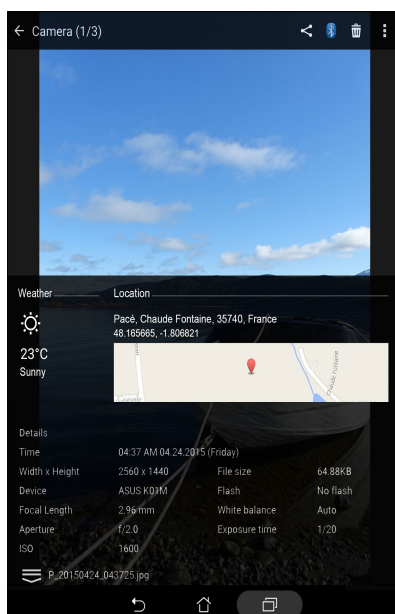 Camera (1/3)
Weather
Location
23°C
Sunny
Pacé, Chaude Fontaine, 35740, France
48.165665, -1.806821
Chaude Fontaine
Details
Time 04:37 AM 04.24.2015 (Friday)
Width x Height 2560 x 1440 File size 64.88KB
Device ASUS K01M Flash No flash
Focal Length 2.96 mm White balance Auto
Aperture f/2.0 Exposure time 1/20
ISO 1600
P_20150424_043725.jpg